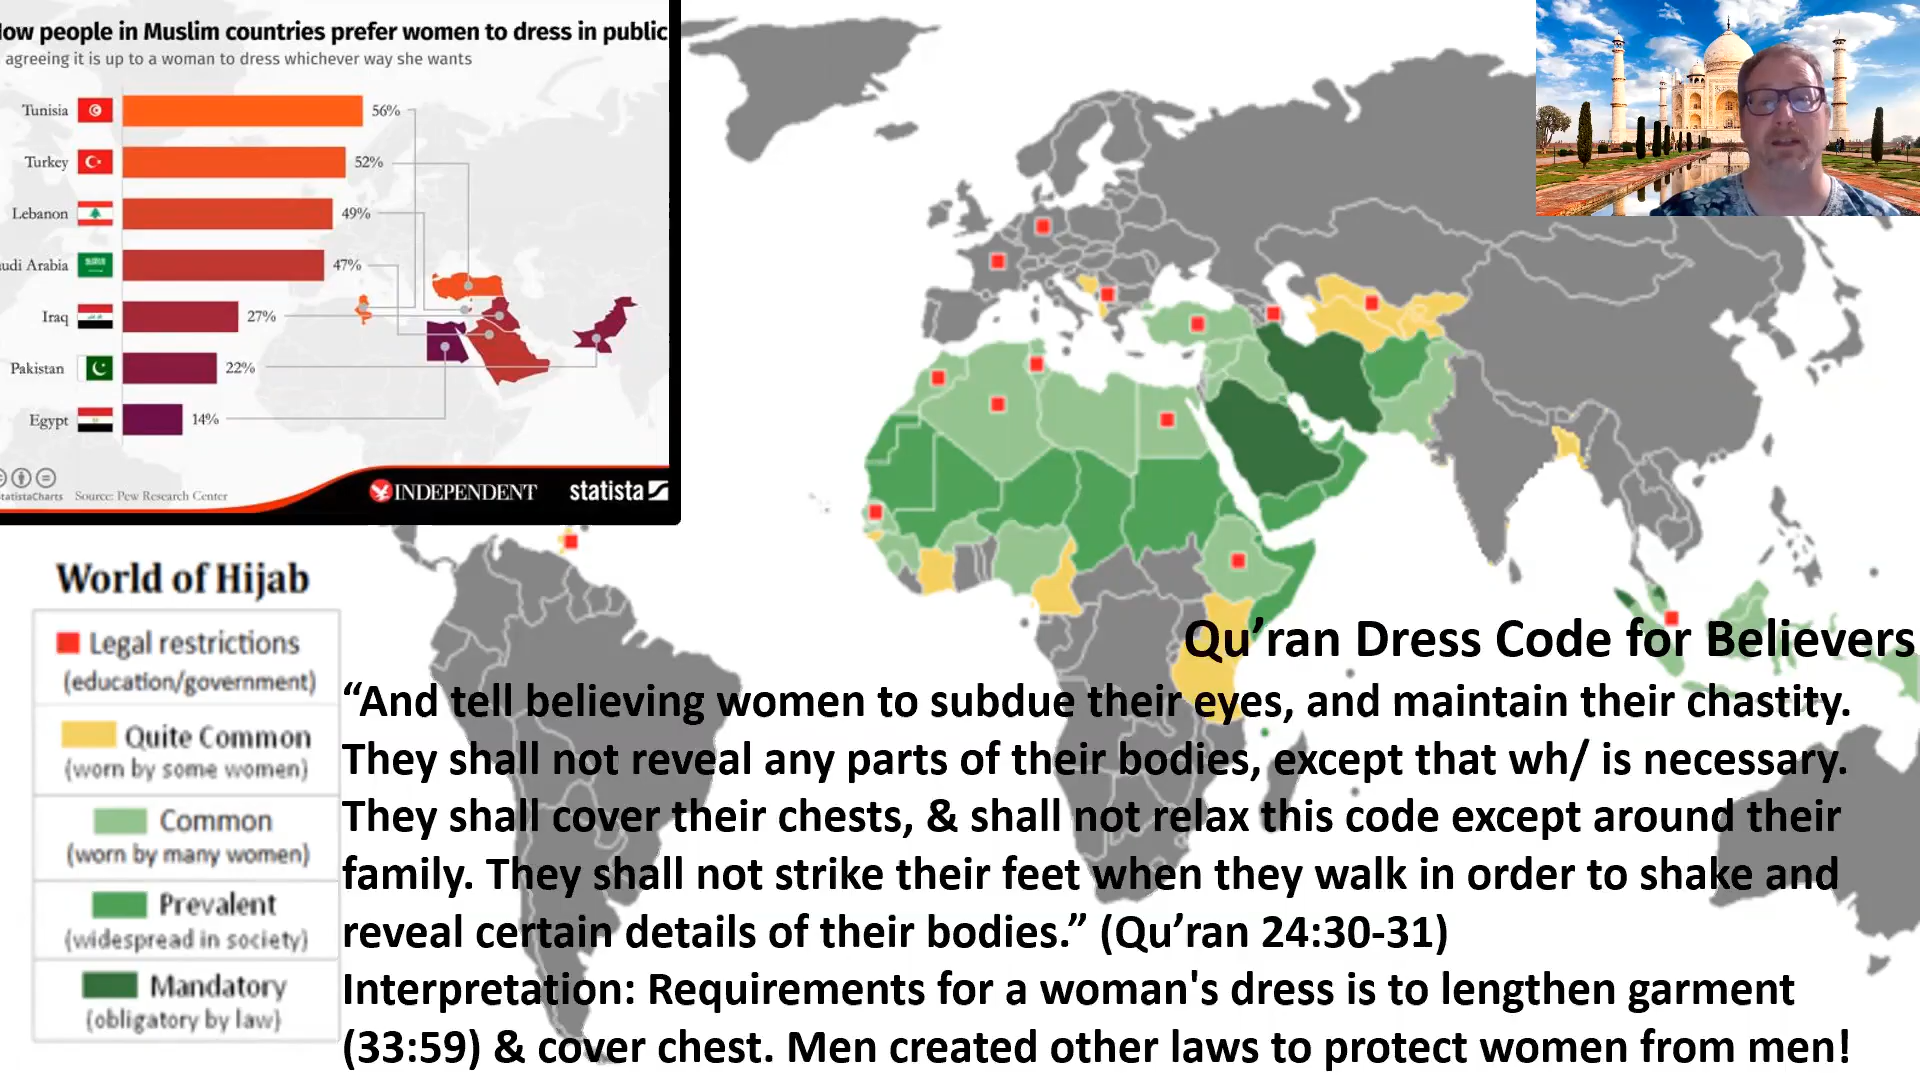 ow people in Muslim countries prefer women to dress in public
agreeing it is up to a woman to dress whichever way she wants
Tunisia 56%
Turkey 52%
Lebanon 49%
udi Arabia 47%
Iraq 27%
Pakistan 22%
Egypt 14%
tatistaCharts Source: Pew Research Center
INDEPENDENT statista
World of Hijab
Legal restrictions
(education/government)
Quite Common
(worn by some women)
Common
(worn by many women)
Prevalent
(widespread in society)
Mandatory
(obligatory by law)
Qu’ran Dress Code for Believers
“And tell believing women to subdue their eyes, and maintain their chastity.
They shall not reveal any parts of their bodies, except that wh/ is necessary.
They shall cover their chests, & shall not relax this code except around their
family. They shall not strike their feet when they walk in order to shake and
reveal certain details of their bodies.” (Qu’ran 24:30-31)
Interpretation: Requirements for a woman's dress is to lengthen garment
(33:59) & cover chest. Men created other laws to protect women from men!